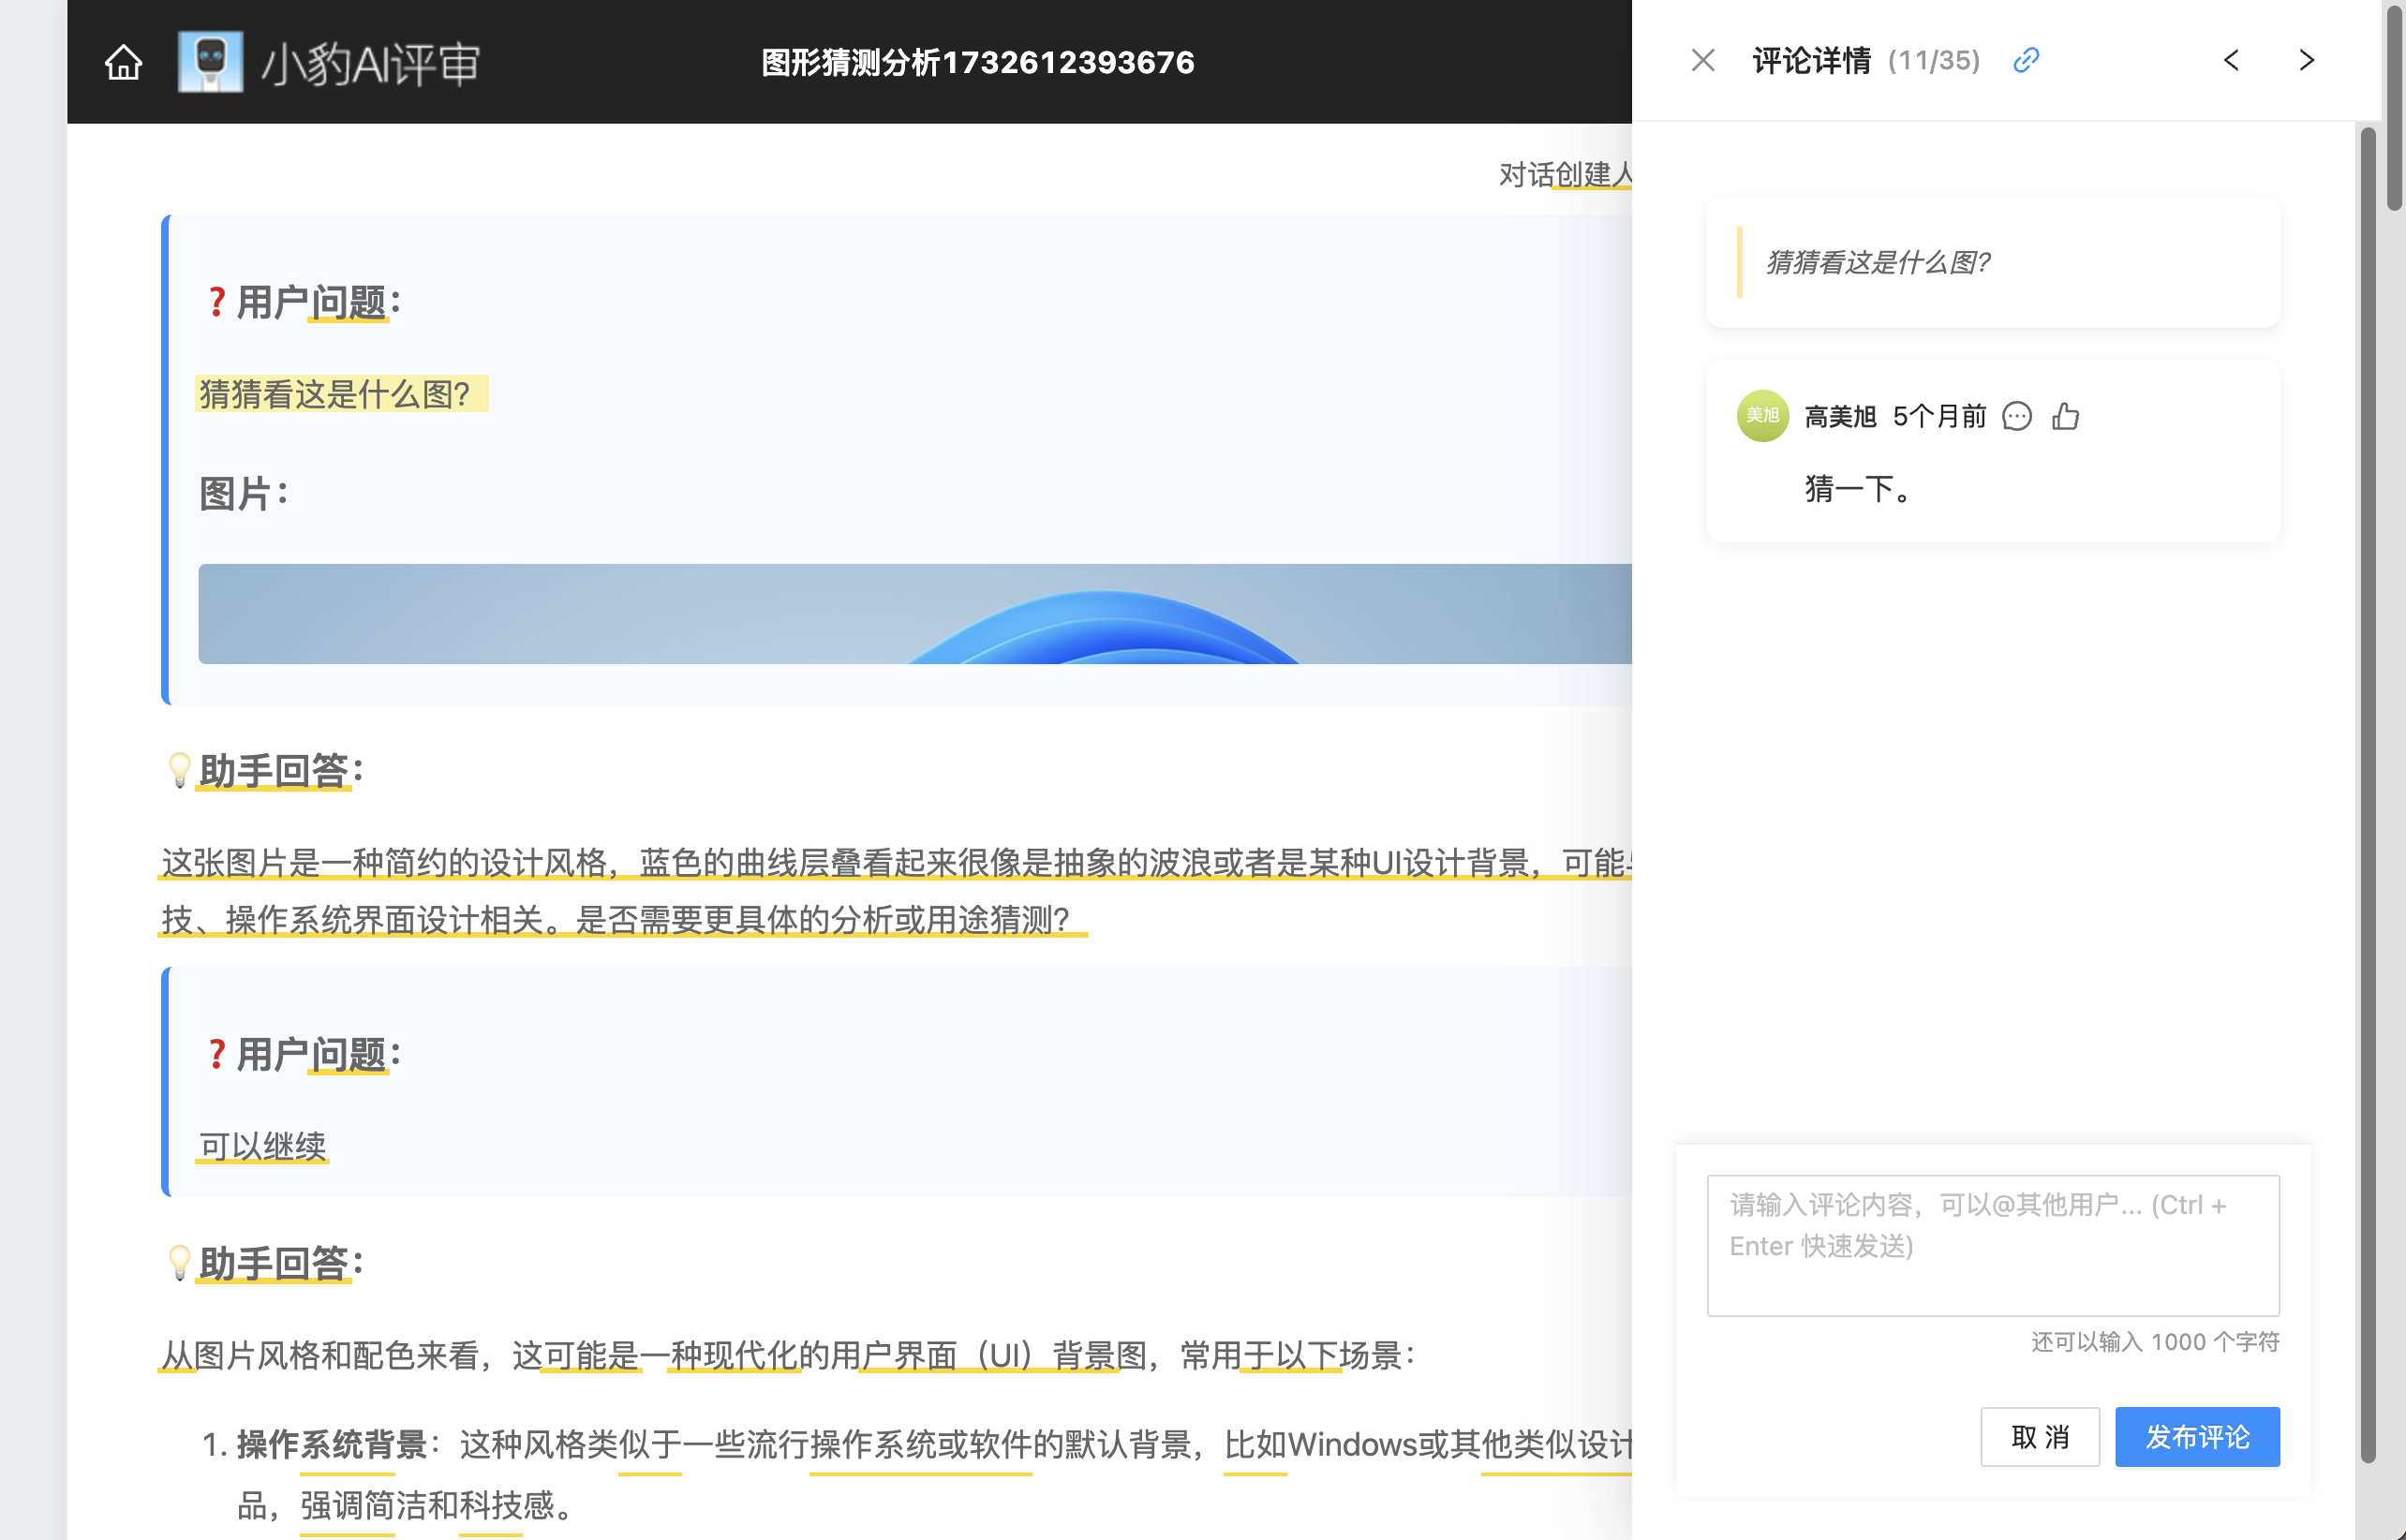 小豹AI评审
图形猜测分析1732612393676
对话创建人
❓用户问题：
猜猜看这是什么图？
图片：
💡助手回答：
这张图片是一种简约的设计风格，蓝色的曲线层叠看起来很像是抽象的波浪或者是某种UI设计背景，可能
技、操作系统界面设计相关。是否需要更具体的分析或用途猜测？
❓用户问题：
可以继续
💡助手回答：
从图片风格和配色来看，这可能是一种现代化的用户界面（UI）背景图，常用于以下场景：
1. 操作系统背景：这种风格类似于一些流行操作系统或软件的默认背景，比如Windows或其他类似设计
品，强调简洁和科技感。
评论详情 (11/35)
猜猜看这是什么图？
美旭 高美旭 5个月前
猜一下。
请输入评论内容，可以@其他用户... (Ctrl +
Enter 快速发送)
还可以输入 1000 个字符
取 消 发布评论